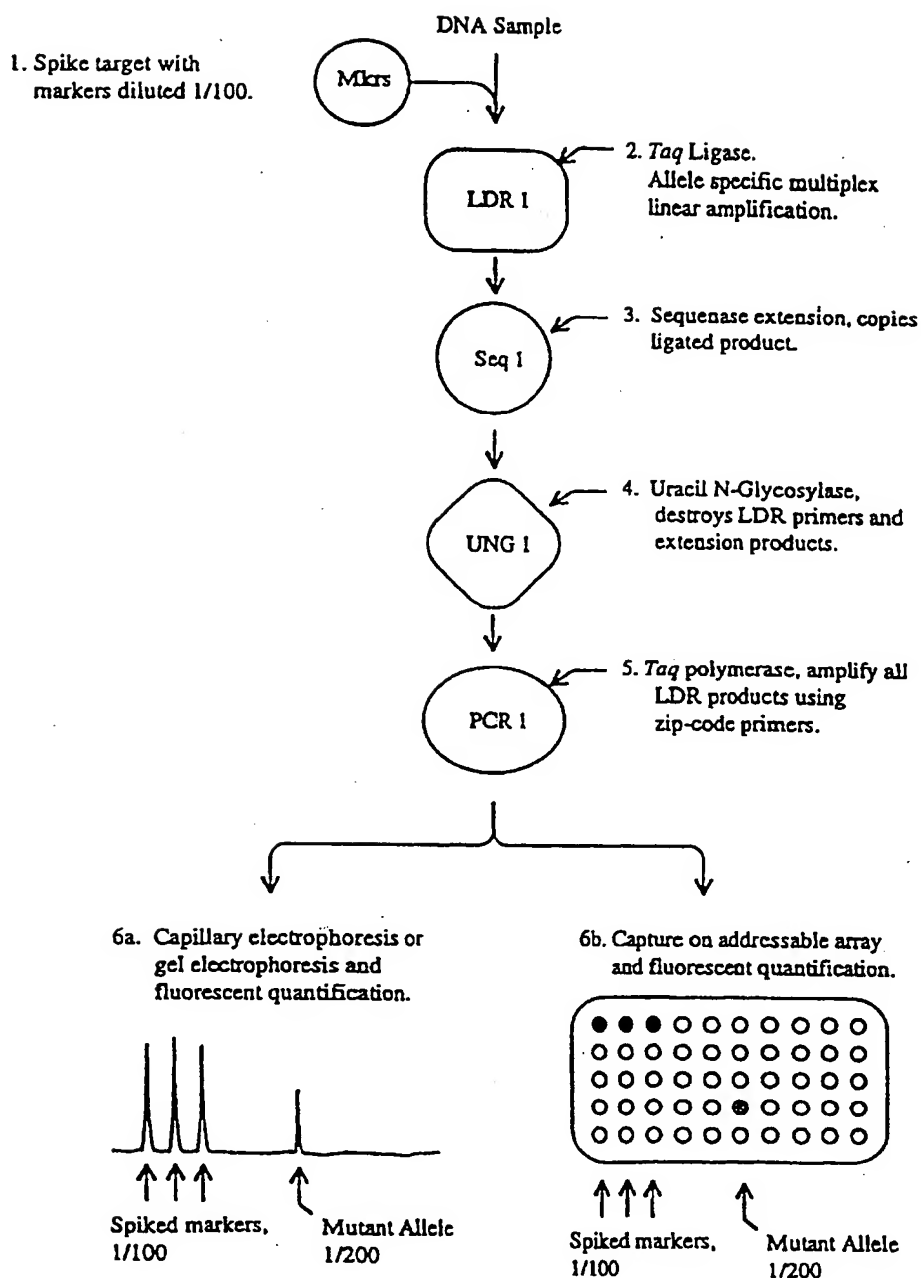 DNA Sample
1. Spike target with
markers diluted 1/100.
Mkrs
2. Taq Ligase.
Allele specific multiplex
linear amplification.
LDR 1
3. Sequenase extension, copies
ligated product.
Seq 1
4. Uracil N-Glycosylase,
destroys LDR primers and
extension products.
UNG 1
5. Taq polymerase, amplify all
LDR products using
zip-code primers.
PCR 1
6a. Capillary electrophoresis or
gel electrophoresis and
fluorescent quantification.
6b. Capture on addressable array
and fluorescent quantification.
Spiked markers,
1/100
Mutant Allele
1/200
Spiked markers,
1/100
Mutant Allele
1/200